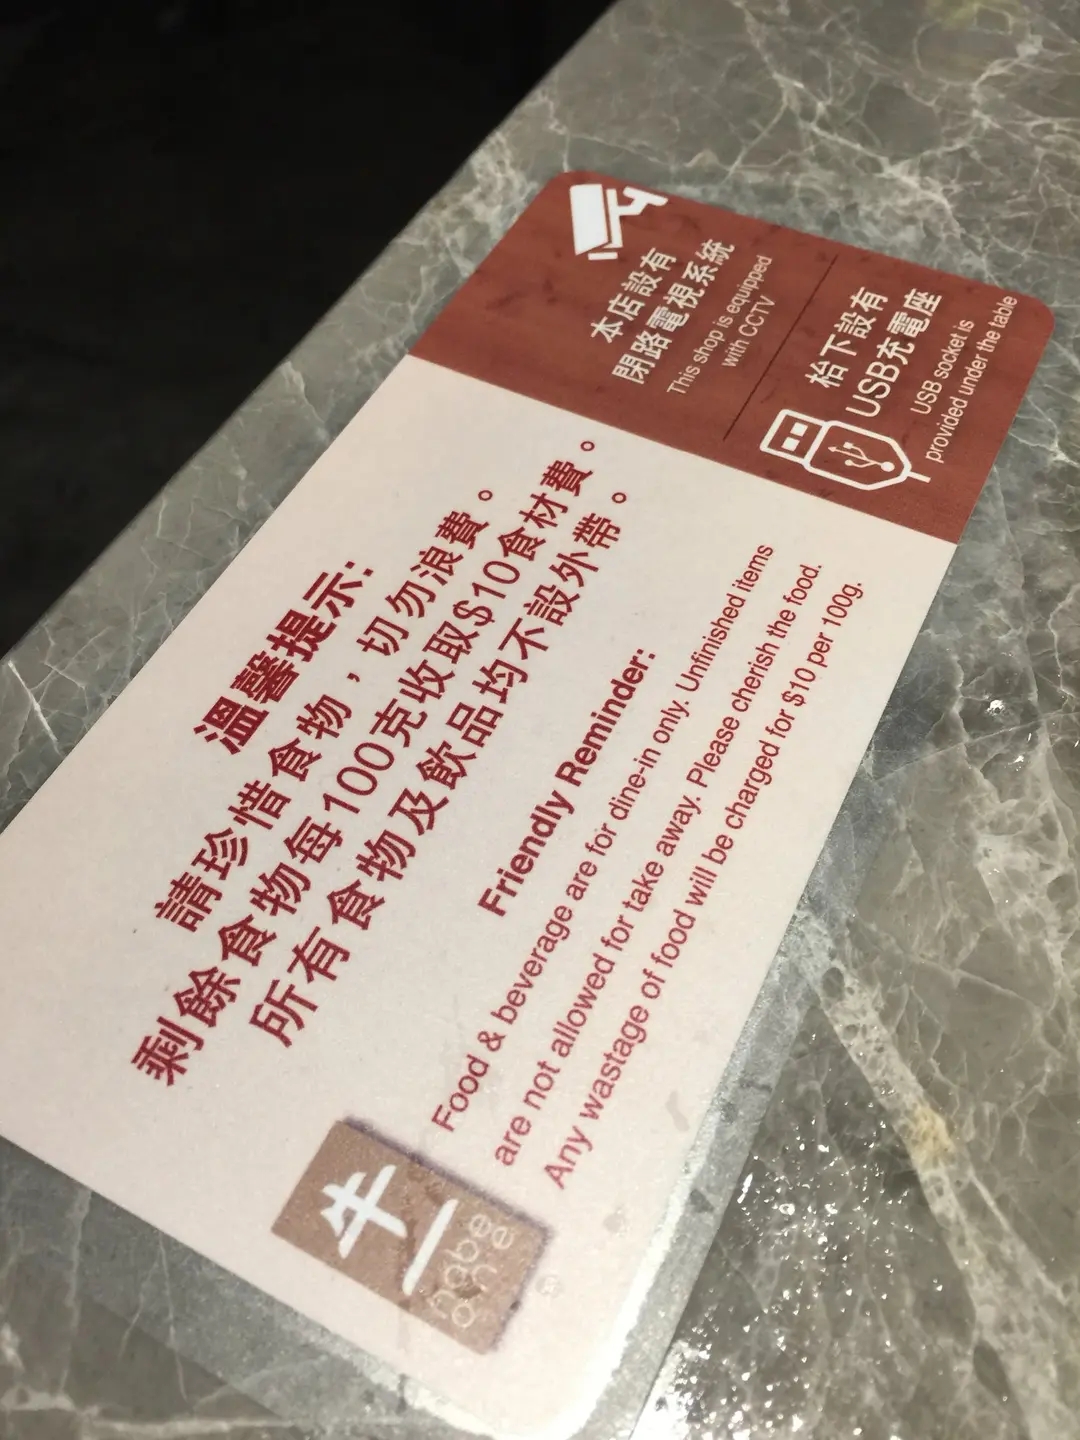 本店設有
閉路電視系統
This shop is equipped
with CCTV
枱下設有
USB充電座
USB socket is
provided under the table
溫馨提示:
請珍惜食物，切勿浪費。
剩餘食物每100克收取$10食材費。
所有食物及飲品均不設外帶。
Friendly Reminder:
Food & beverage are for dine-in only. Unfinished items
are not allowed for take away. Please cherish the food.
Any wastage of food will be charged for $10 per 100g.
牛一
nabe
one